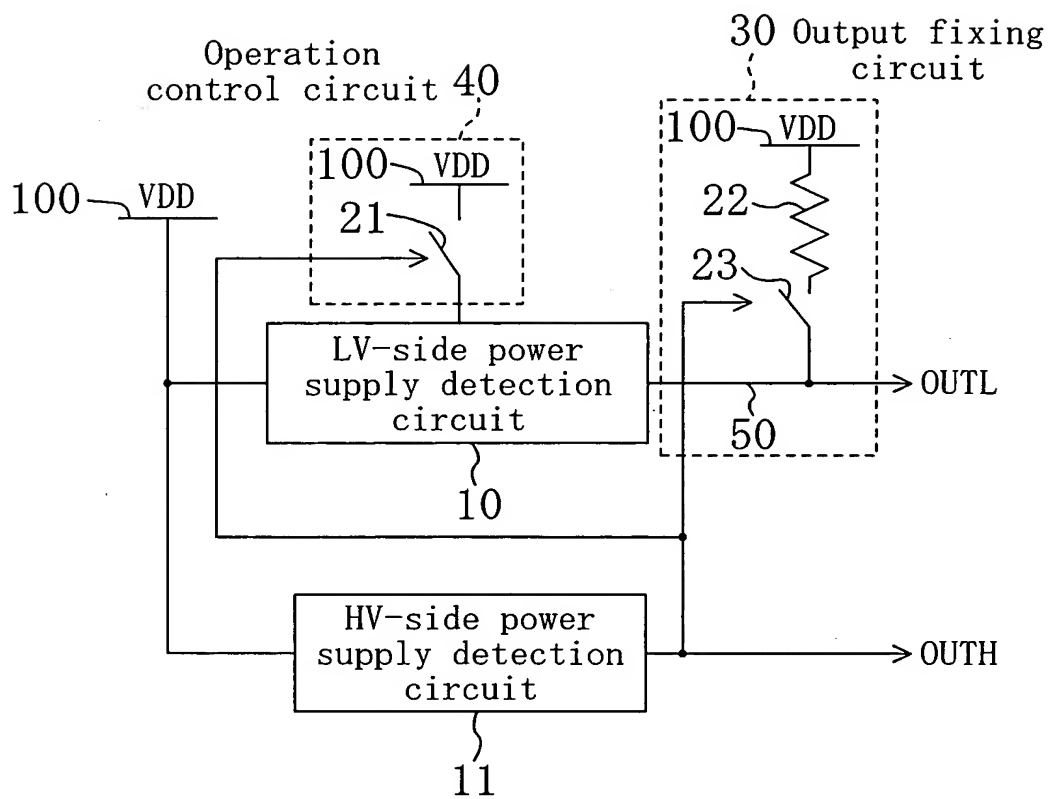 30 Output fixing
circuit
Operation
control circuit 40
100 VDD
100 VDD
100 VDD
21
22
23
LV-side power
supply detection
circuit
OUTL
50
10
HV-side power
supply detection
circuit
OUTH
11